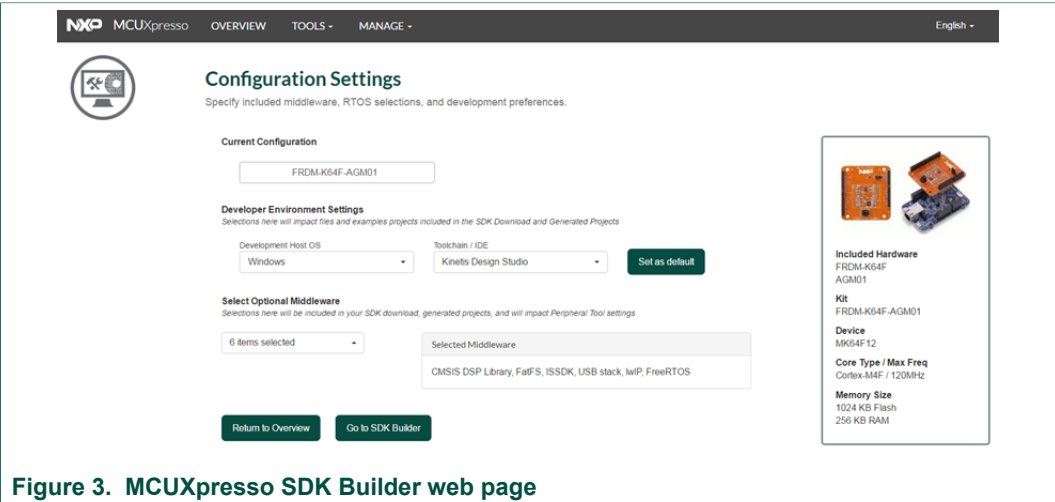 NXP MCUXpresso OVERVIEW TOOLS MANAGE English
Configuration Settings
Specify included middleware, RTOS selections, and development preferences.
Current Configuration
FRDM-K64F-AGM01
Developer Environment Settings
Selections here will impact files and examples projects included in the SDK Download and Generated Projects
Development Host OS Toolchain / IDE
Windows Kinetis Design Studio Set as default
Select Optional Middleware
Selections here will be included in your SDK download, generated projects, and will impact Peripheral Tool settings
6 items selected
Selected Middleware
CMSIS DSP Library, FatFS, ISSDK, USB stack, lwIP, FreeRTOS
Return to Overview Go to SDK Builder
NXP
Included Hardware
FRDM-K64F
AGM01
Kit
FRDM-K64F-AGM01
Device
MK64F12
Core Type / Max Freq
Cortex-M4F / 120MHz
Memory Size
1024 KB Flash
256 KB RAM
Figure 3. MCUXpresso SDK Builder web page